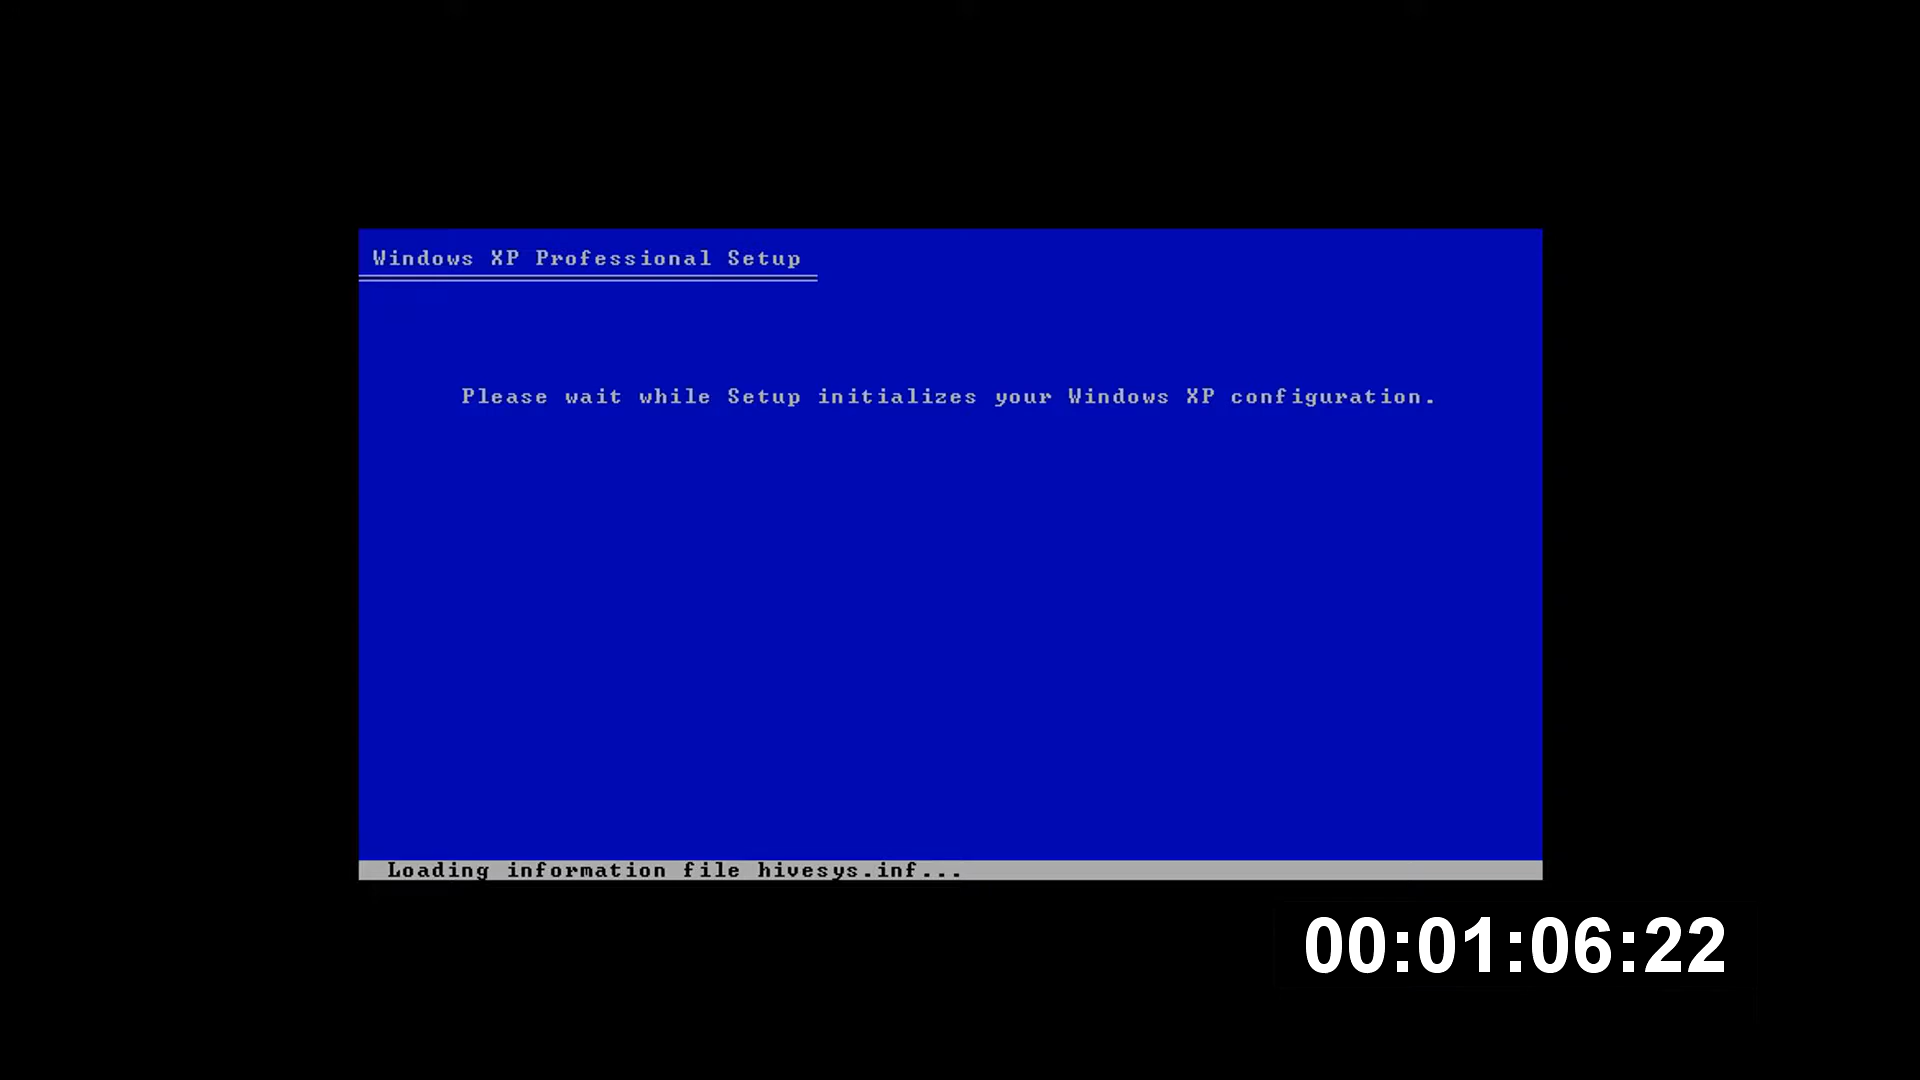 Windows XP Professional Setup
Please wait while Setup initializes your Windows XP configuration.
Loading information file hivesys.inf...
00:01:06:22